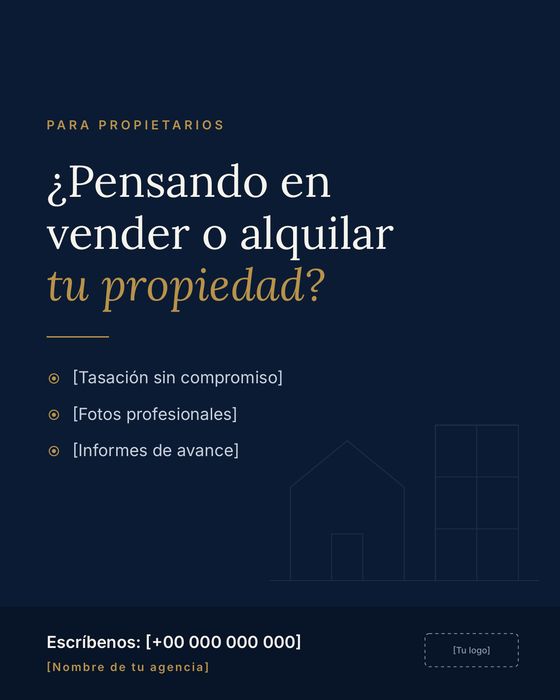 PARA PROPIETARIOS
¿Pensando en
vender o alquilar
tu propiedad?
[Tasación sin compromiso]
[Fotos profesionales]
[Informes de avance]
Escríbenos: [+00 000 000 000]
[Nombre de tu agencia]
[Tu logo]